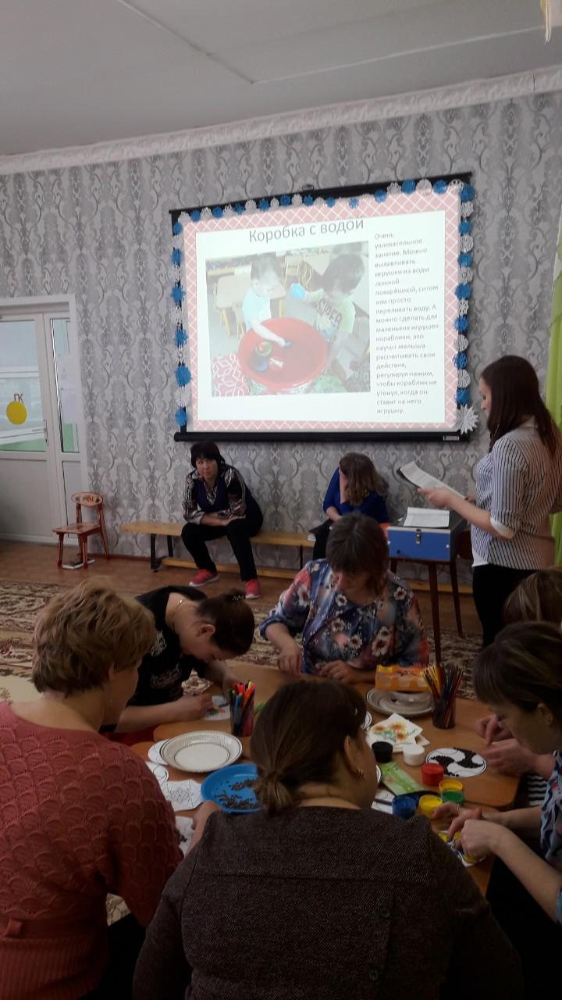 Коробка с водой
Очень
увлекательное
занятие. Можно
вылавливать
игрушки из воды
ложкой
поварёшкой, ситом
или просто
переливать воду. А
можно сделать для
маленьких игрушек
кораблики, это
научит малыша
рассчитывать свои
действия,
регулируя нажим,
чтобы кораблик не
утонул, когда он
ставит на него
игрушку.